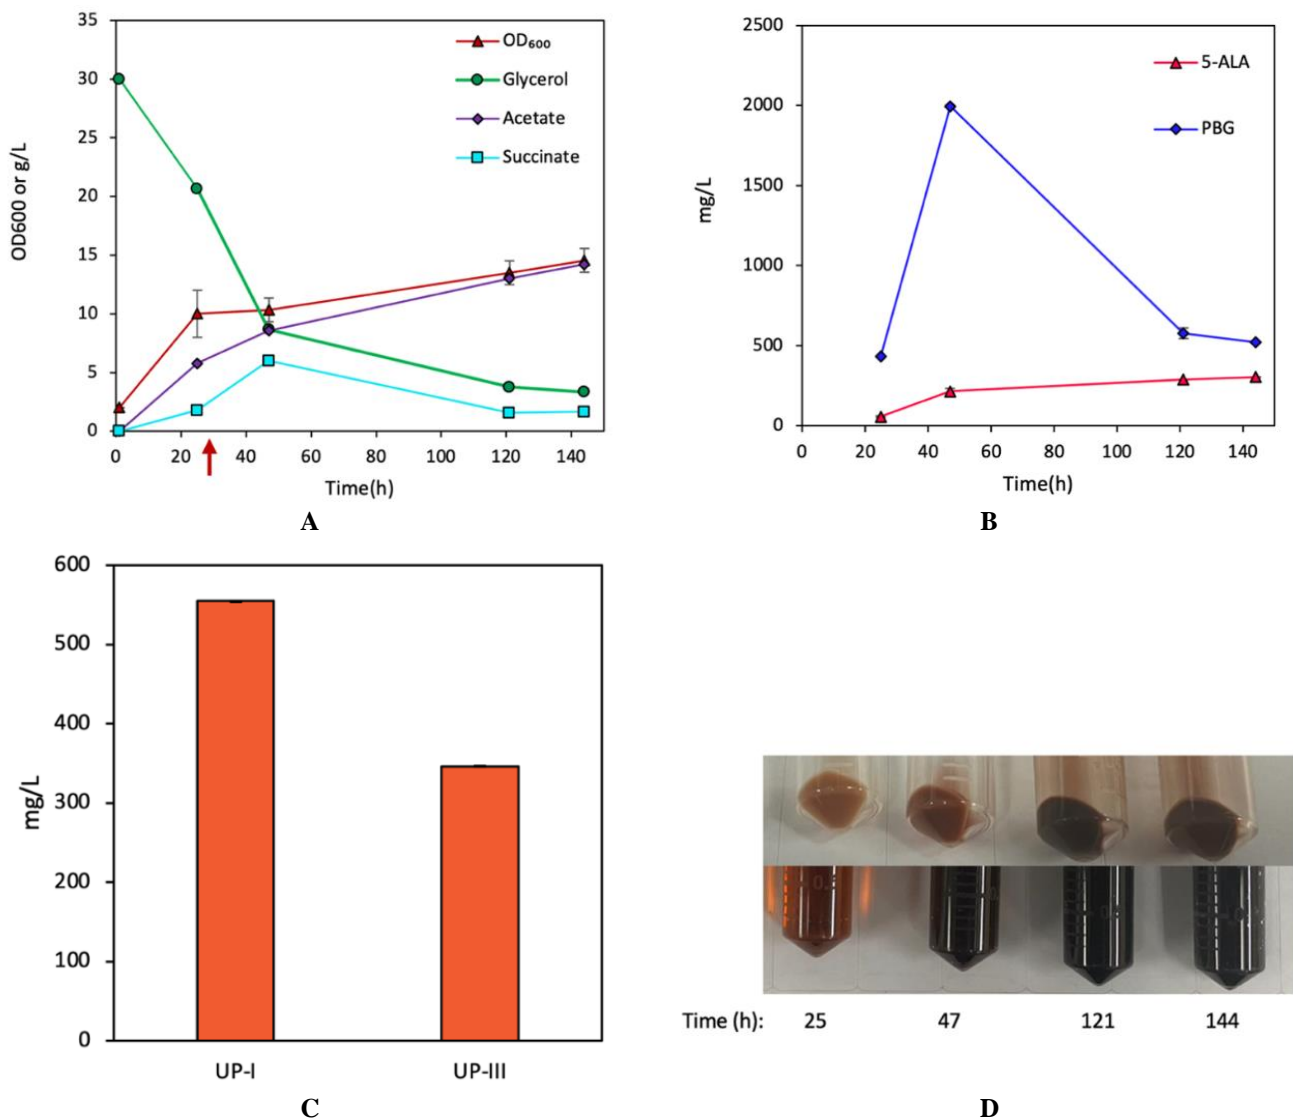 35
30
25
20
15
10
5
0
OD600 or g/L
OD₆₀₀
Glycerol
Acetate
Succinate
0 20 40 60 80 100 120 140
Time(h)
A
2500
2000
1500
1000
500
0
mg/L
5-ALA
PBG
0 20 40 60 80 100 120 140
Time(h)
B
600
500
400
300
200
100
0
mg/L
UP-I UP-III
C
Time (h): 25 47 121 144
D